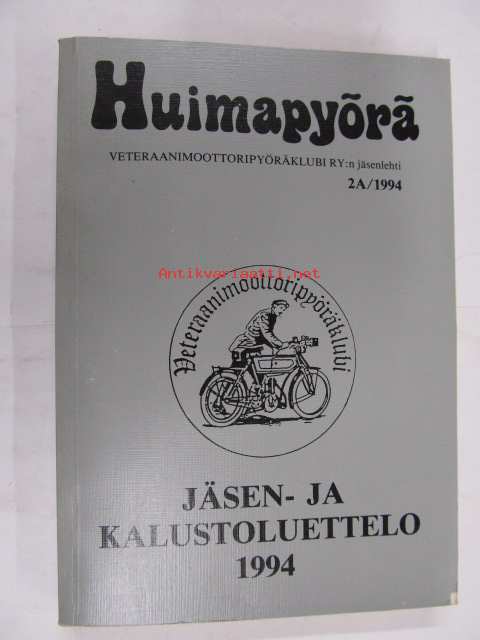 Huimapyörä
VETERAANIMOOTTORIPYÖRÄKLUBI RY:n jäsenlehti
2A/1994
Antikvariaatti.net
Veteraanimoottoripyöräklubi
JÄSEN- JA
KALUSTOLUETTELO
1994